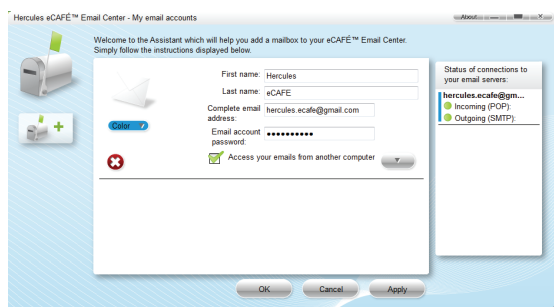 Hercules eCAFÉ™ Email Center - My email accounts
About
Welcome to the Assistant which will help you add a mailbox to your eCAFÉ™ Email Center.
Simply follow the instructions displayed below.
First name: Hercules
Last name: eCAFE
Complete email address: hercules.ecafe@gmail.com
Email account password: ●●●●●●●●●●
Color
Access your emails from another computer
Status of connections to
your email servers:
hercules.ecafe@gm...
Incoming (POP):
Outgoing (SMTP):
OK Cancel Apply